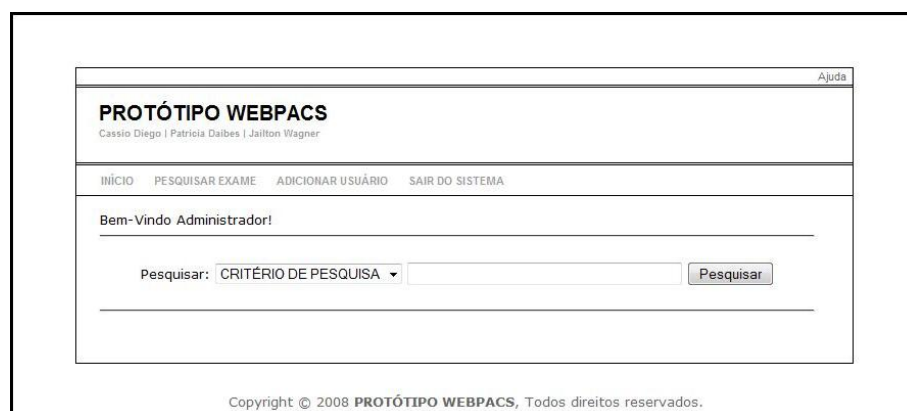 Ajuda
PROTÓTIPO WEBPACS
Cassio Diego | Patricia Daibes | Jailton Wagner
INÍCIO PESQUISAR EXAME ADICIONAR USUÁRIO SAIR DO SISTEMA
Bem-Vindo Administrador!
Pesquisar: CRITÉRIO DE PESQUISA Pesquisar
Copyright © 2008 PROTÓTIPO WEBPACS, Todos direitos reservados.